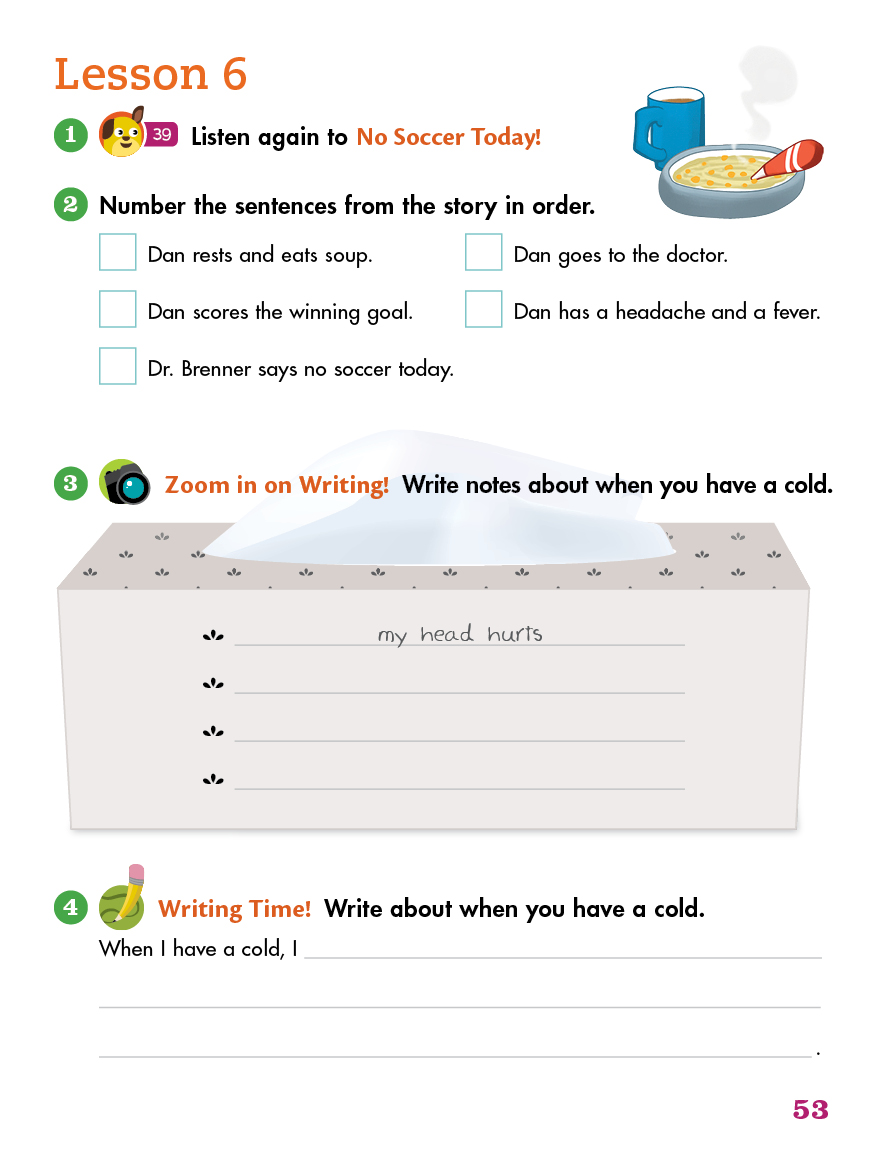 Lesson 6
1 39 Listen again to No Soccer Today!
2 Number the sentences from the story in order.
Dan rests and eats soup. Dan goes to the doctor.
Dan scores the winning goal. Dan has a headache and a fever.
Dr. Brenner says no soccer today.
3 Zoom in on Writing! Write notes about when you have a cold.
my head hurts
4 Writing Time! Write about when you have a cold.
When I have a cold, I
.
53